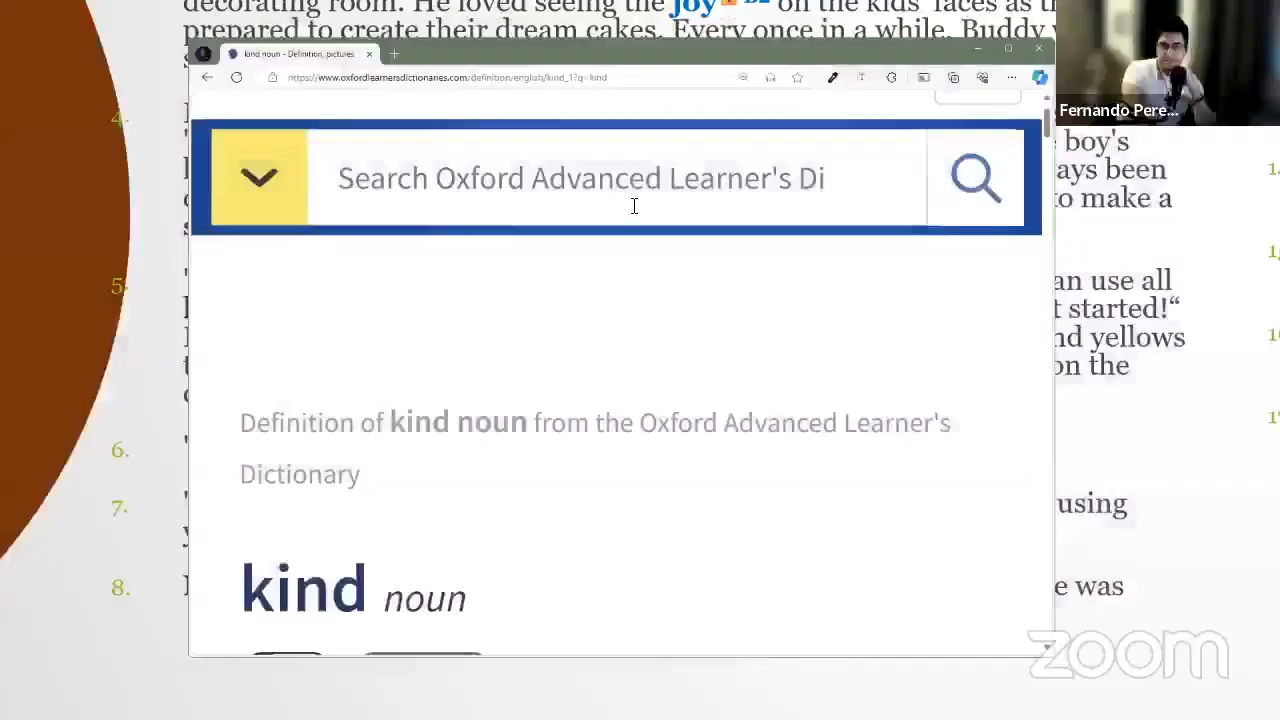 decorating room. He loved seeing the joy B2 on the kids' faces as th
prepared to create their dream cakes. Every once in a while, Buddy w
kind noun - Definition, pictures
https://www.oxfordlearnersdictionaries.com/definition/english/kind_1?q=kind
Fernando Pere...
Search Oxford Advanced Learner's Di
4.
boy's
ays been
to make a
5.
an use all
t started!“
nd yellows
on the
Definition of kind noun from the Oxford Advanced Learner's
Dictionary
6.
7.
using
kind noun
8.
e was
zoom